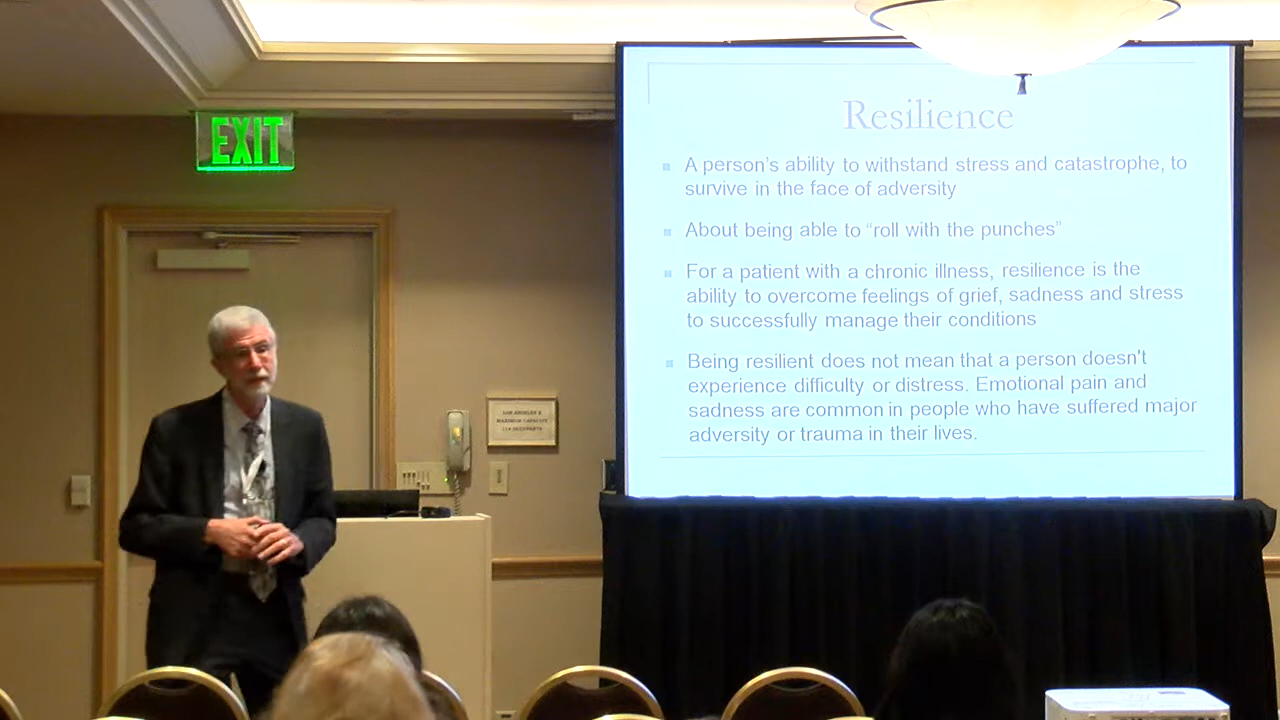 EXIT
Resilience
A person's ability to withstand stress and catastrophe, to
survive in the face of adversity
About being able to “roll with the punches”
For a patient with a chronic illness, resilience is the
ability to overcome feelings of grief, sadness and stress
to successfully manage their conditions
Being resilient does not mean that a person doesn't
experience difficulty or distress. Emotional pain and
sadness are common in people who have suffered major
adversity or trauma in their lives.
MAXIMUM CAPACITY